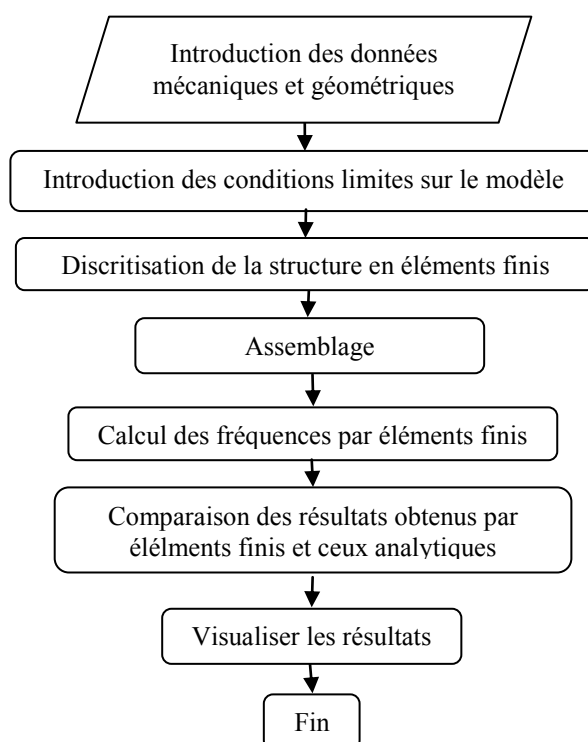 Introduction des données
mécaniques et géométriques
Introduction des conditions limites sur le modèle
Discritisation de la structure en éléments finis
Assemblage
Calcul des fréquences par éléments finis
Comparaison des résultats obtenus par
élélments finis et ceux analytiques
Visualiser les résultats
Fin